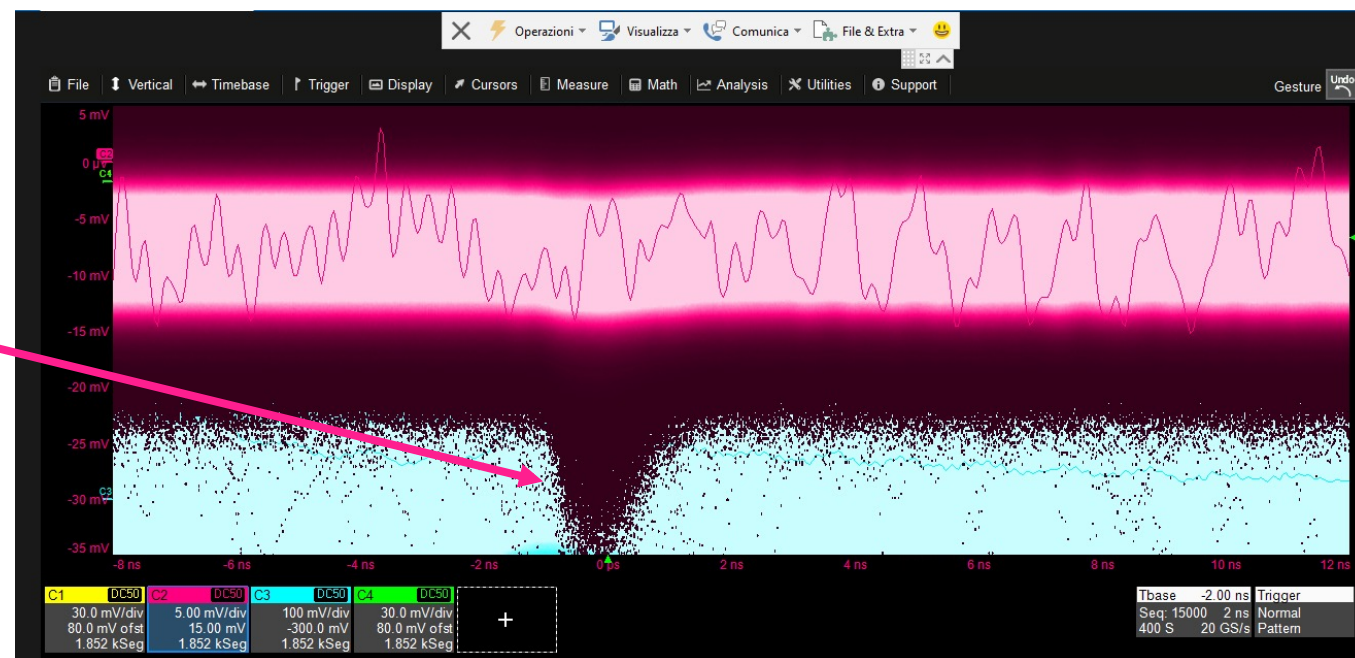 Operazioni Visualizza Comunica File & Extra
File Vertical Timebase Trigger Display Cursors Measure Math Analysis Utilities Support Gesture Undo
5 mV
C2
C4
-5 mV
-10 mV
-15 mV
-20 mV
-25 mV
C3
-30 mV
-35 mV
-8 ns -6 ns -4 ns -2 ns 0 ps 2 ns 4 ns 6 ns 8 ns 10 ns 12 ns
C1 DC50 C2 DC50 C3 DC50 C4 DC50 Tbase -2.00 ns Trigger
30.0 mV/div 5.00 mV/div 100 mV/div 30.0 mV/div Seq: 15000 2 ns Normal
80.0 mV ofst 15.00 mV -300.0 mV 80.0 mV ofst + 400 S 20 GS/s Pattern
1.852 kSeg 1.852 kSeg 1.852 kSeg 1.852 kSeg